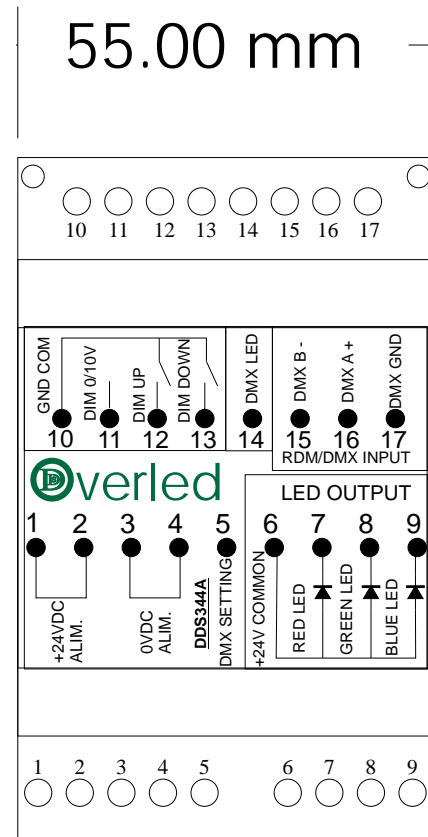 55.00 mm
10 11 12 13 14 15 16 17
GND COM
DIM 0/10V
DIM UP
DIM DOWN
DMX LED
DMX B -
DMX A +
DMX GND
10 11 12 13 14 15 16 17
RDM/DMX INPUT
Overled
LED OUTPUT
1 2 3 4 5 6 7 8 9
+24VDC
ALIM.
0VDC
ALIM.
DDS344A
DMX SETTING
+24V COMMON
RED LED
GREEN LED
BLUE LED
1 2 3 4 5 6 7 8 9